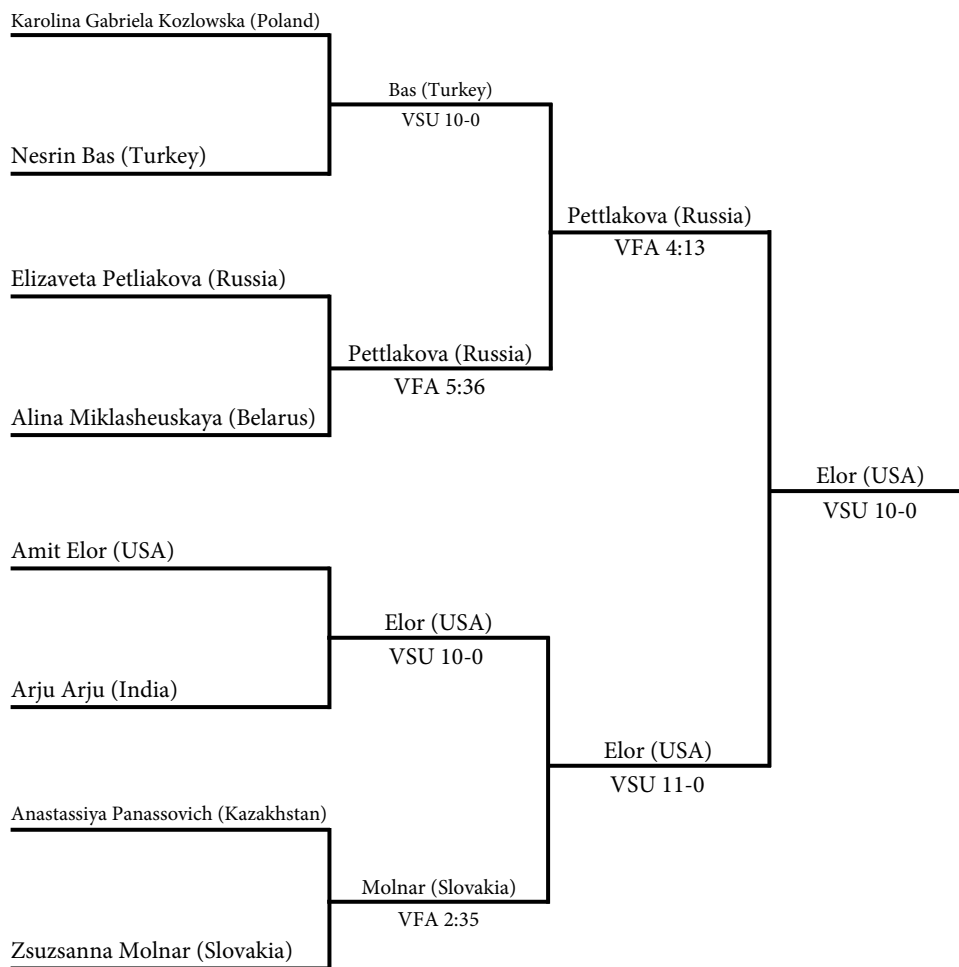 Karolina Gabriela Kozlowska (Poland)
Bas (Turkey)
VSU 10-0
Nesrin Bas (Turkey)
Pettlakova (Russia)
VFA 4:13
Elizaveta Petliakova (Russia)
Pettlakova (Russia)
VFA 5:36
Alina Miklasheuskaya (Belarus)
Elor (USA)
VSU 10-0
Amit Elor (USA)
Elor (USA)
VSU 10-0
Arju Arju (India)
Elor (USA)
VSU 11-0
Anastassiya Panassovich (Kazakhstan)
Molnar (Slovakia)
VFA 2:35
Zsuzsanna Molnar (Slovakia)